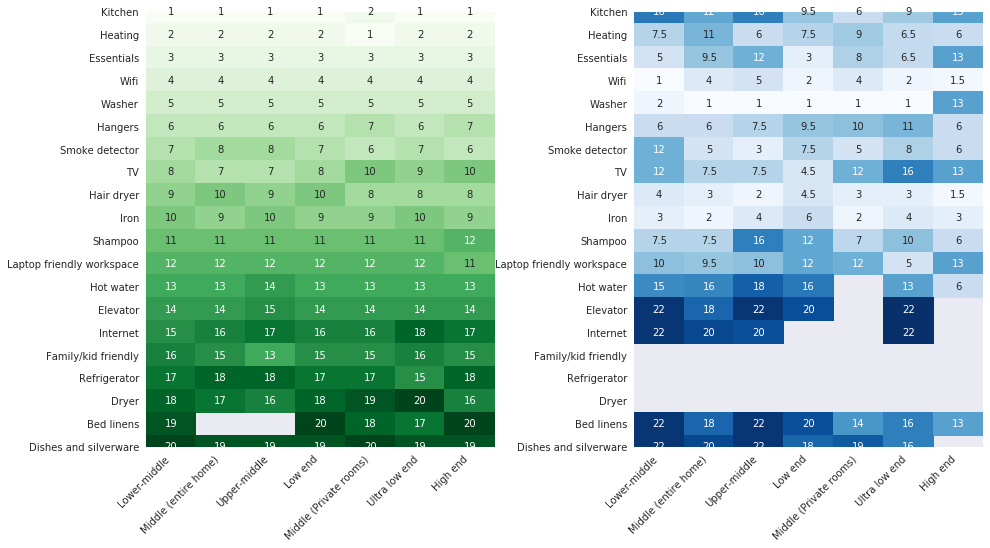 Kitchen 1 1 1 1 2 1 1
Heating 2 2 2 2 1 2 2
Essentials 3 3 3 3 3 3 3
Wifi 4 4 4 4 4 4 4
Washer 5 5 5 5 5 5 5
Hangers 6 6 6 6 7 6 7
Smoke detector 7 8 8 7 6 7 6
TV 8 7 7 8 10 9 10
Hair dryer 9 10 9 10 8 8 8
Iron 10 9 10 9 9 10 9
Shampoo 11 11 11 11 11 11 12
Laptop friendly workspace 12 12 12 12 12 12 11
Hot water 13 13 14 13 13 13 13
Elevator 14 14 15 14 14 14 14
Internet 15 16 17 16 16 18 17
Family/kid friendly 16 15 13 15 15 16 15
Refrigerator 17 18 18 17 17 15 18
Dryer 18 17 16 18 19 20 16
Bed linens 19 20 18 17 20
Dishes and silverware 20 19 19 19 20 19 19
Lower-middle
Middle (entire home)
Upper-middle
Low end
Middle (Private rooms)
Ultra low end
High end
Kitchen 12 9.5 6 9 13
Heating 7.5 11 6 7.5 9 6.5 6
Essentials 5 9.5 12 3 8 6.5 13
Wifi 1 4 5 2 4 2 1.5
Washer 2 1 1 1 1 1 13
Hangers 6 6 7.5 9.5 10 11 6
Smoke detector 12 5 3 7.5 5 8 6
TV 12 7.5 7.5 4.5 12 16 13
Hair dryer 4 3 2 4.5 3 3 1.5
Iron 3 2 4 6 2 4 3
Shampoo 7.5 7.5 16 12 7 10 6
Laptop friendly workspace 10 9.5 10 12 12 5 13
Hot water 15 16 18 16 13 6
Elevator 22 18 22 20 22
Internet 22 20 20 22
Family/kid friendly
Refrigerator
Dryer
Bed linens 22 18 22 20 14 16 13
Dishes and silverware 22 20 22 18 19 16
Lower-middle
Middle (entire home)
Upper-middle
Low end
Middle (Private rooms)
Ultra low end
High end